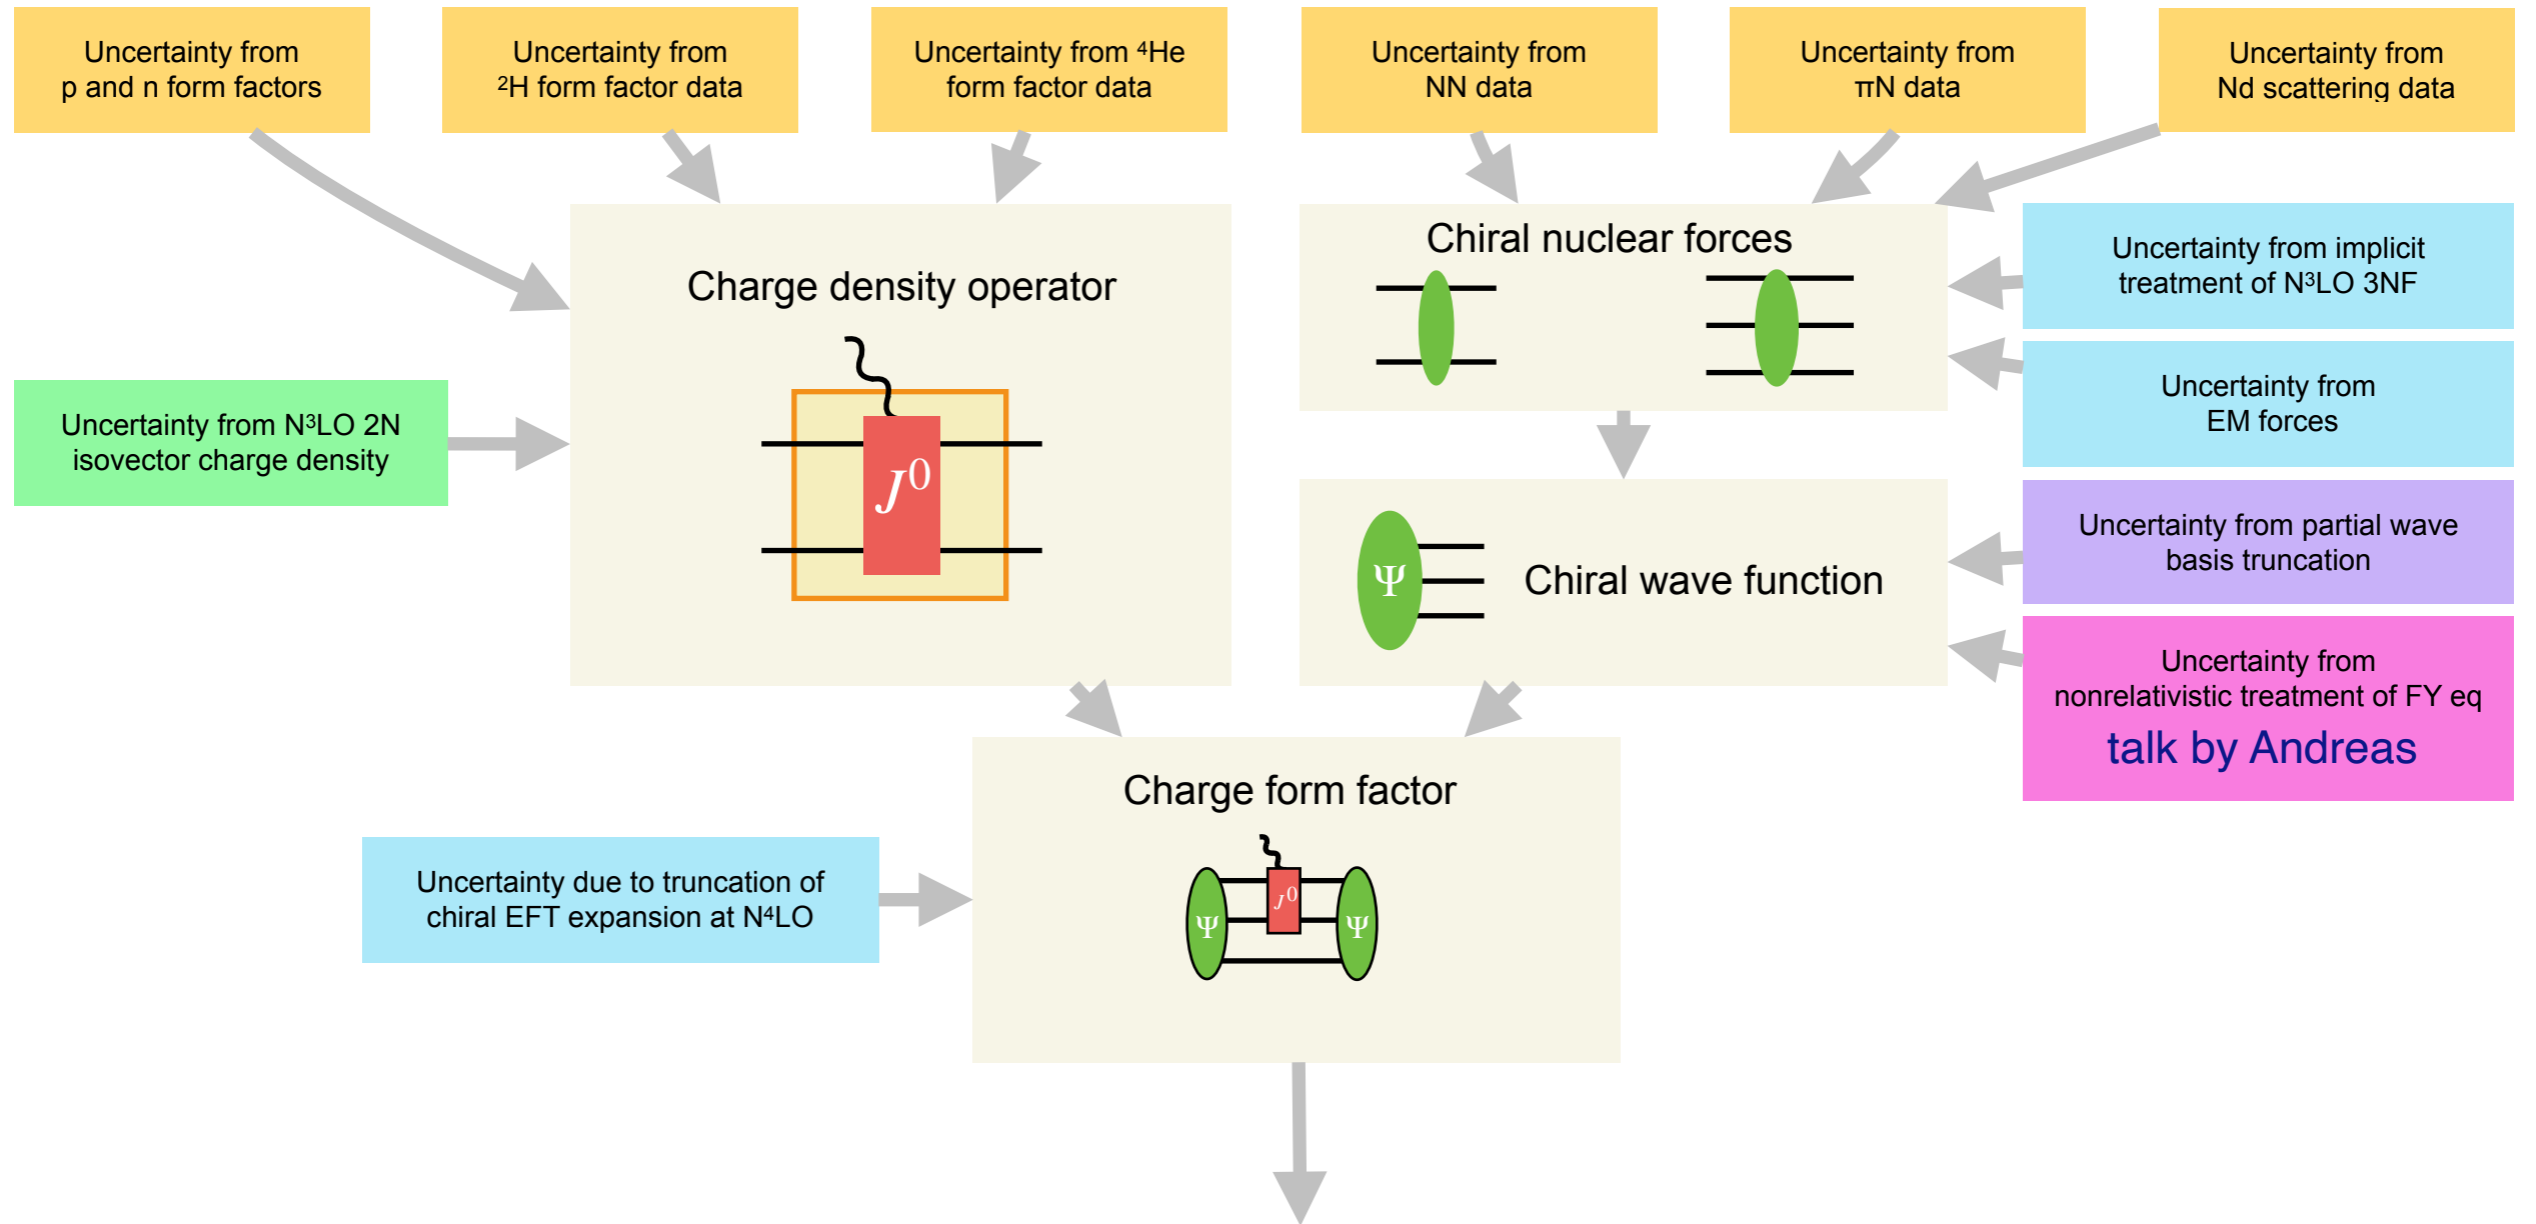 Uncertainty from
p and n form factors
Uncertainty from
²H form factor data
Uncertainty from ⁴He
form factor data
Uncertainty from
NN data
Uncertainty from
πN data
Uncertainty from
Nd scattering data
Charge density operator
J⁰
Chiral nuclear forces
Uncertainty from implicit
treatment of N³LO 3NF
Uncertainty from
EM forces
Uncertainty from N³LO 2N
isovector charge density
Ψ
Chiral wave function
Uncertainty from partial wave
basis truncation
Uncertainty from
nonrelativistic treatment of FY eq
talk by Andreas
Charge form factor
Ψ
J⁰
Ψ
Uncertainty due to truncation of
chiral EFT expansion at N⁴LO